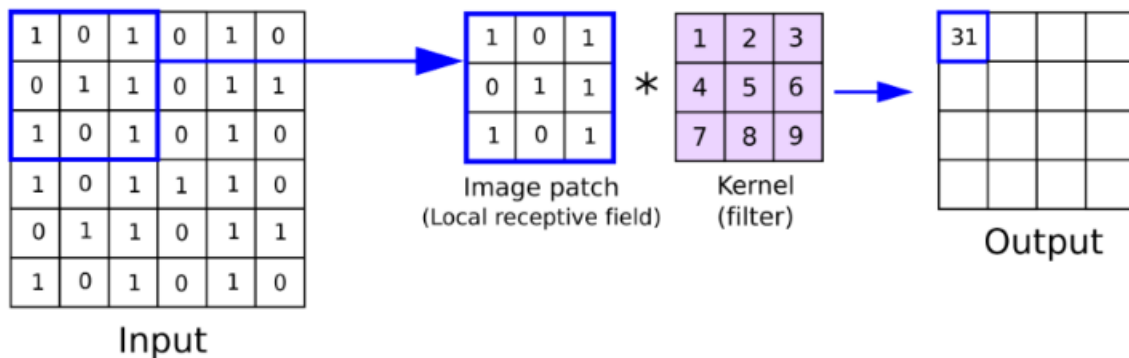 1 0 1 0 1 0
0 1 1 0 1 1
1 0 1 0 1 0
1 0 1 1 1 0
0 1 1 0 1 1
1 0 1 0 1 0
Input
1 0 1
0 1 1
1 0 1
Image patch
(Local receptive field)
*
1 2 3
4 5 6
7 8 9
Kernel
(filter)
31
Output